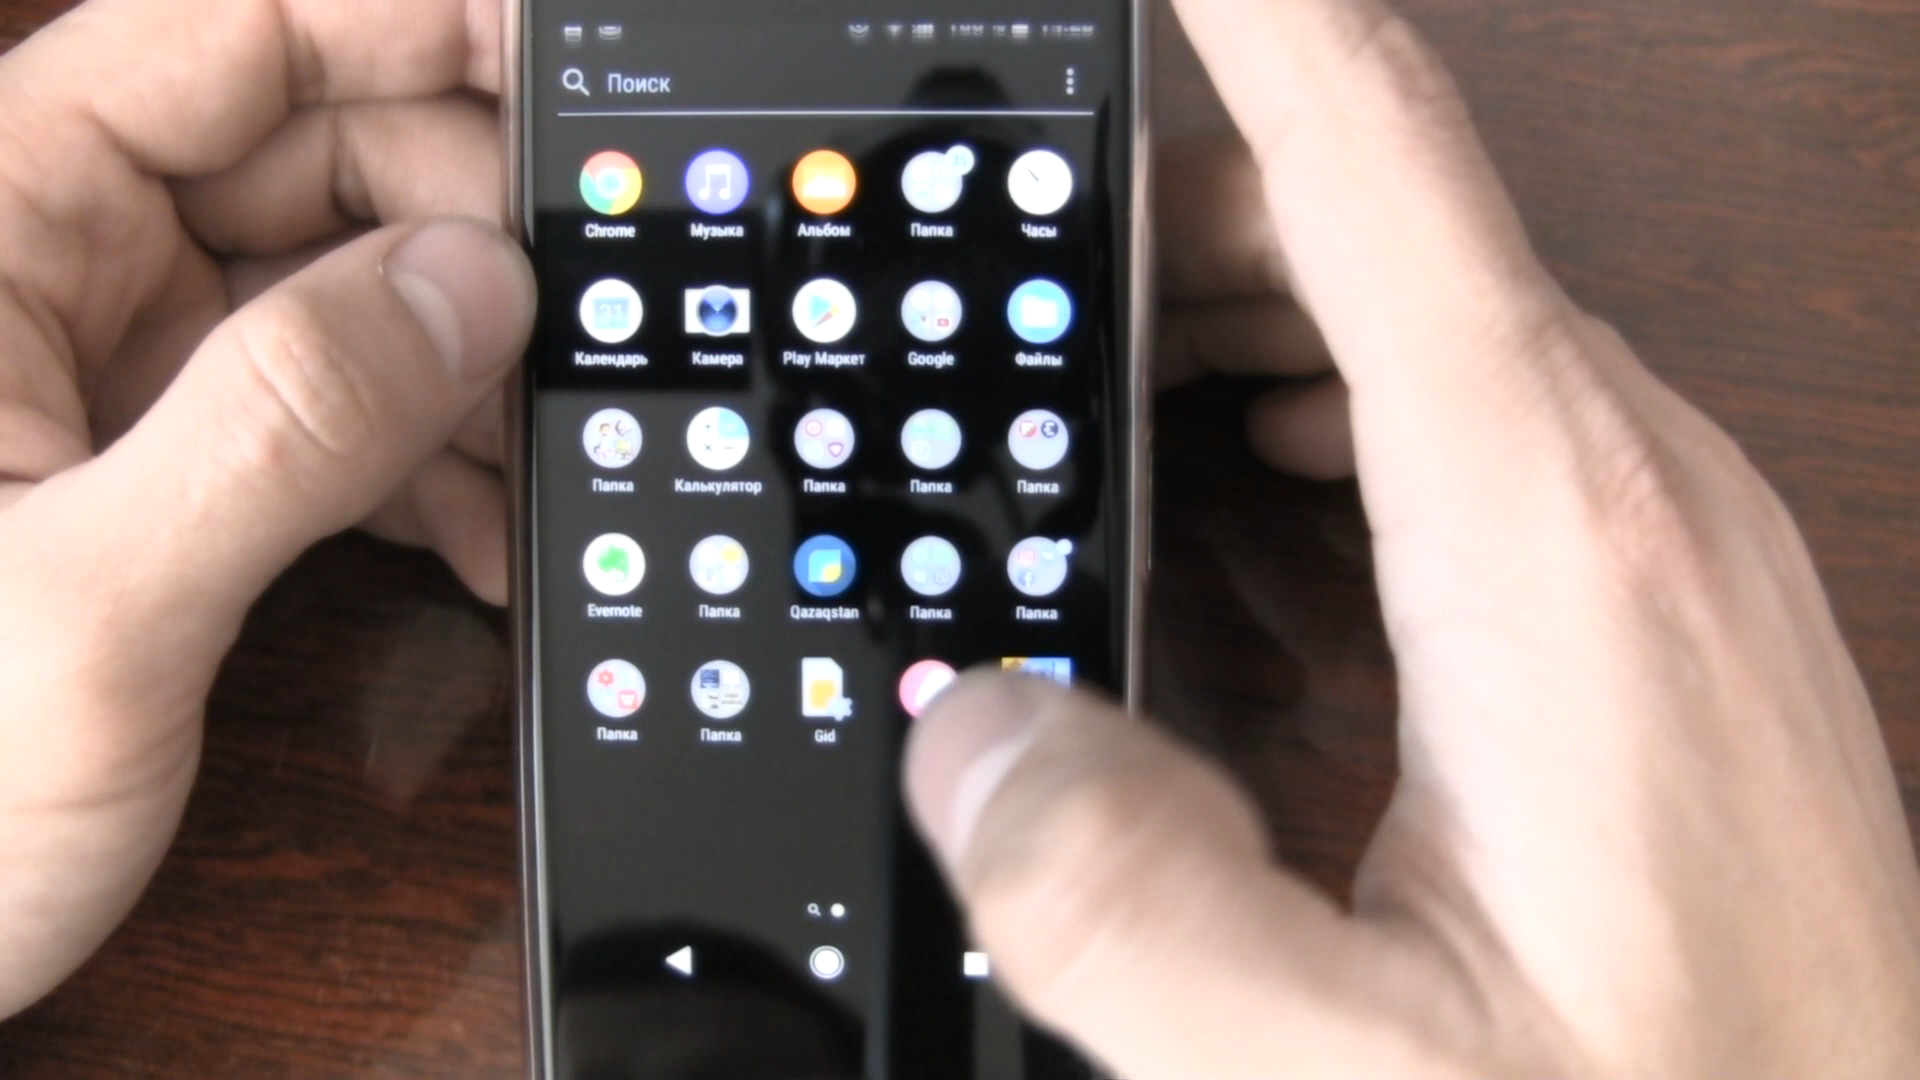 Поиск
Chrome Музыка Альбом Папка Часы
31
Календарь Камера Play Маркет Google Файлы
Папка Калькулятор Папка Папка Папка
Evernote Папка Qazaqstan Папка Папка
Папка Папка Gid